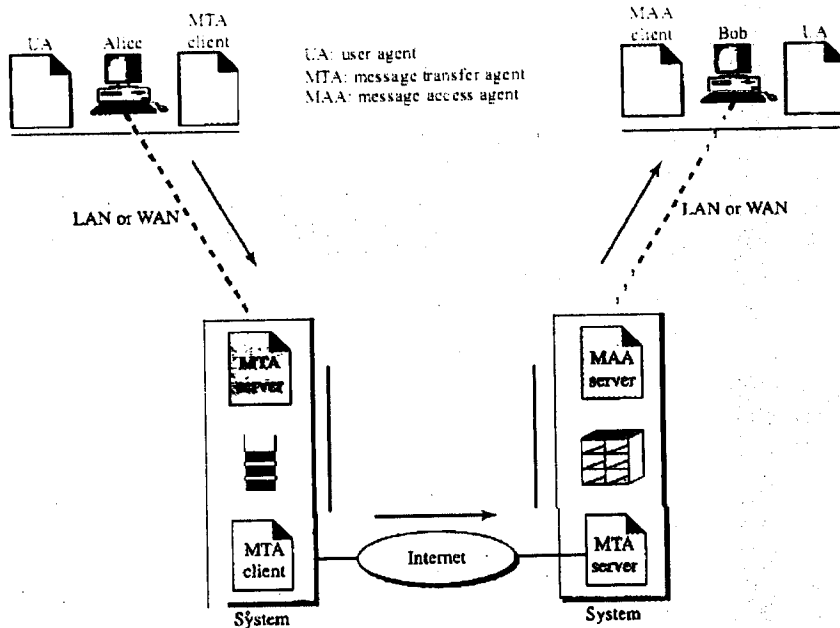 UA
Alice
MTA
client
UA: user agent
MTA: message transfer agent
MAA: message access agent
MAA
client
Bob
UA
LAN or WAN
LAN or WAN
MTA
server
MAA
server
MTA
client
Internet
MTA
server
System
System